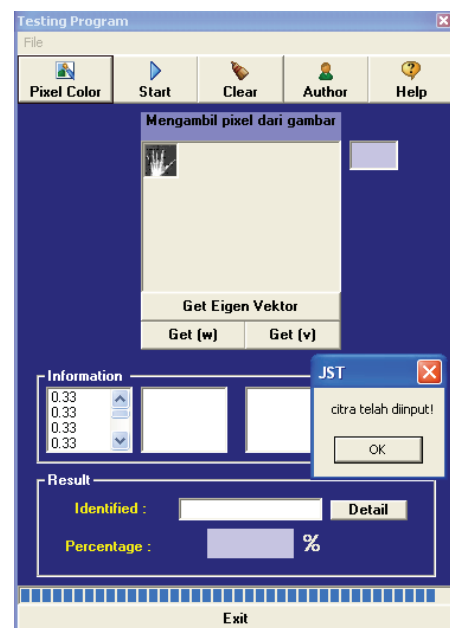 Testing Program
File
Pixel Color Start Clear Author Help
Mengambil pixel dari gambar
Get Eigen Vektor
Get (w) Get (v)
Information
0.33
0.33
0.33
0.33
JST
citra telah diinput!
OK
Result
Identified :
Detail
Percentage :
%
Exit